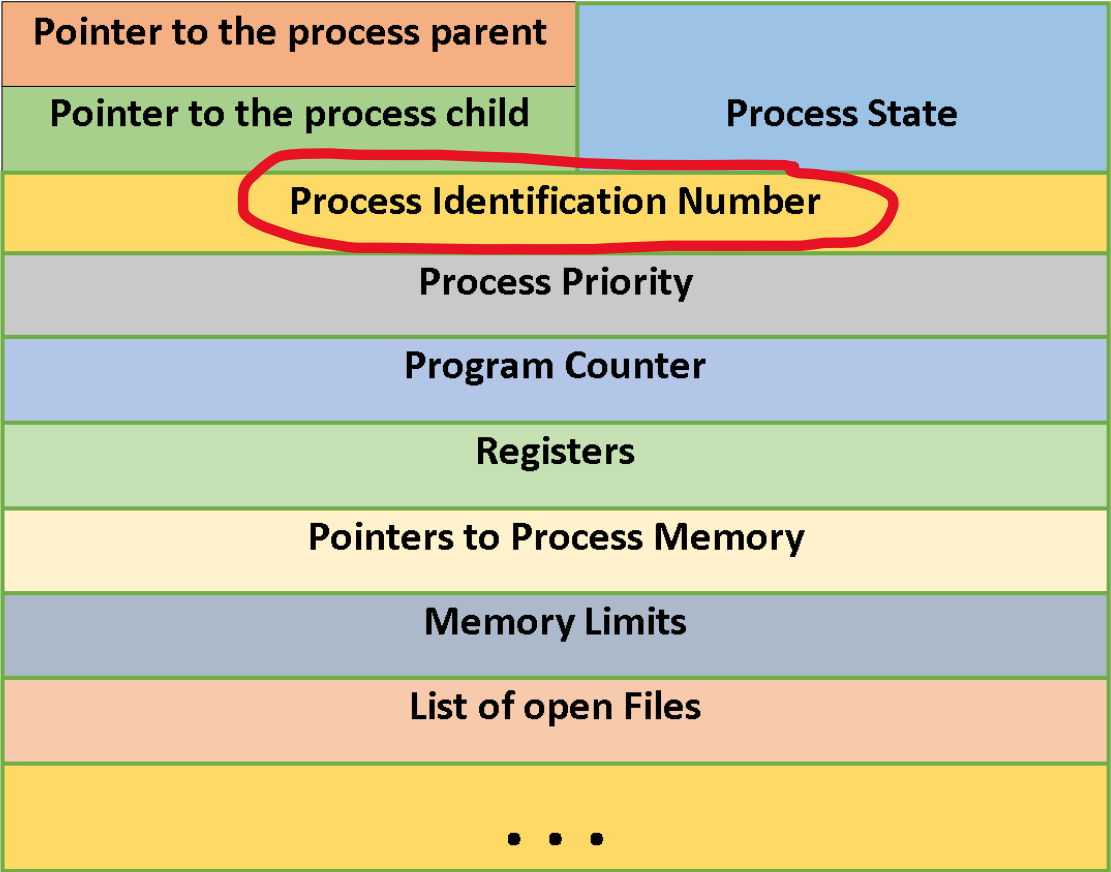 Pointer to the process parent
Pointer to the process child
Process State
Process Identification Number
Process Priority
Program Counter
Registers
Pointers to Process Memory
Memory Limits
List of open Files
. . .